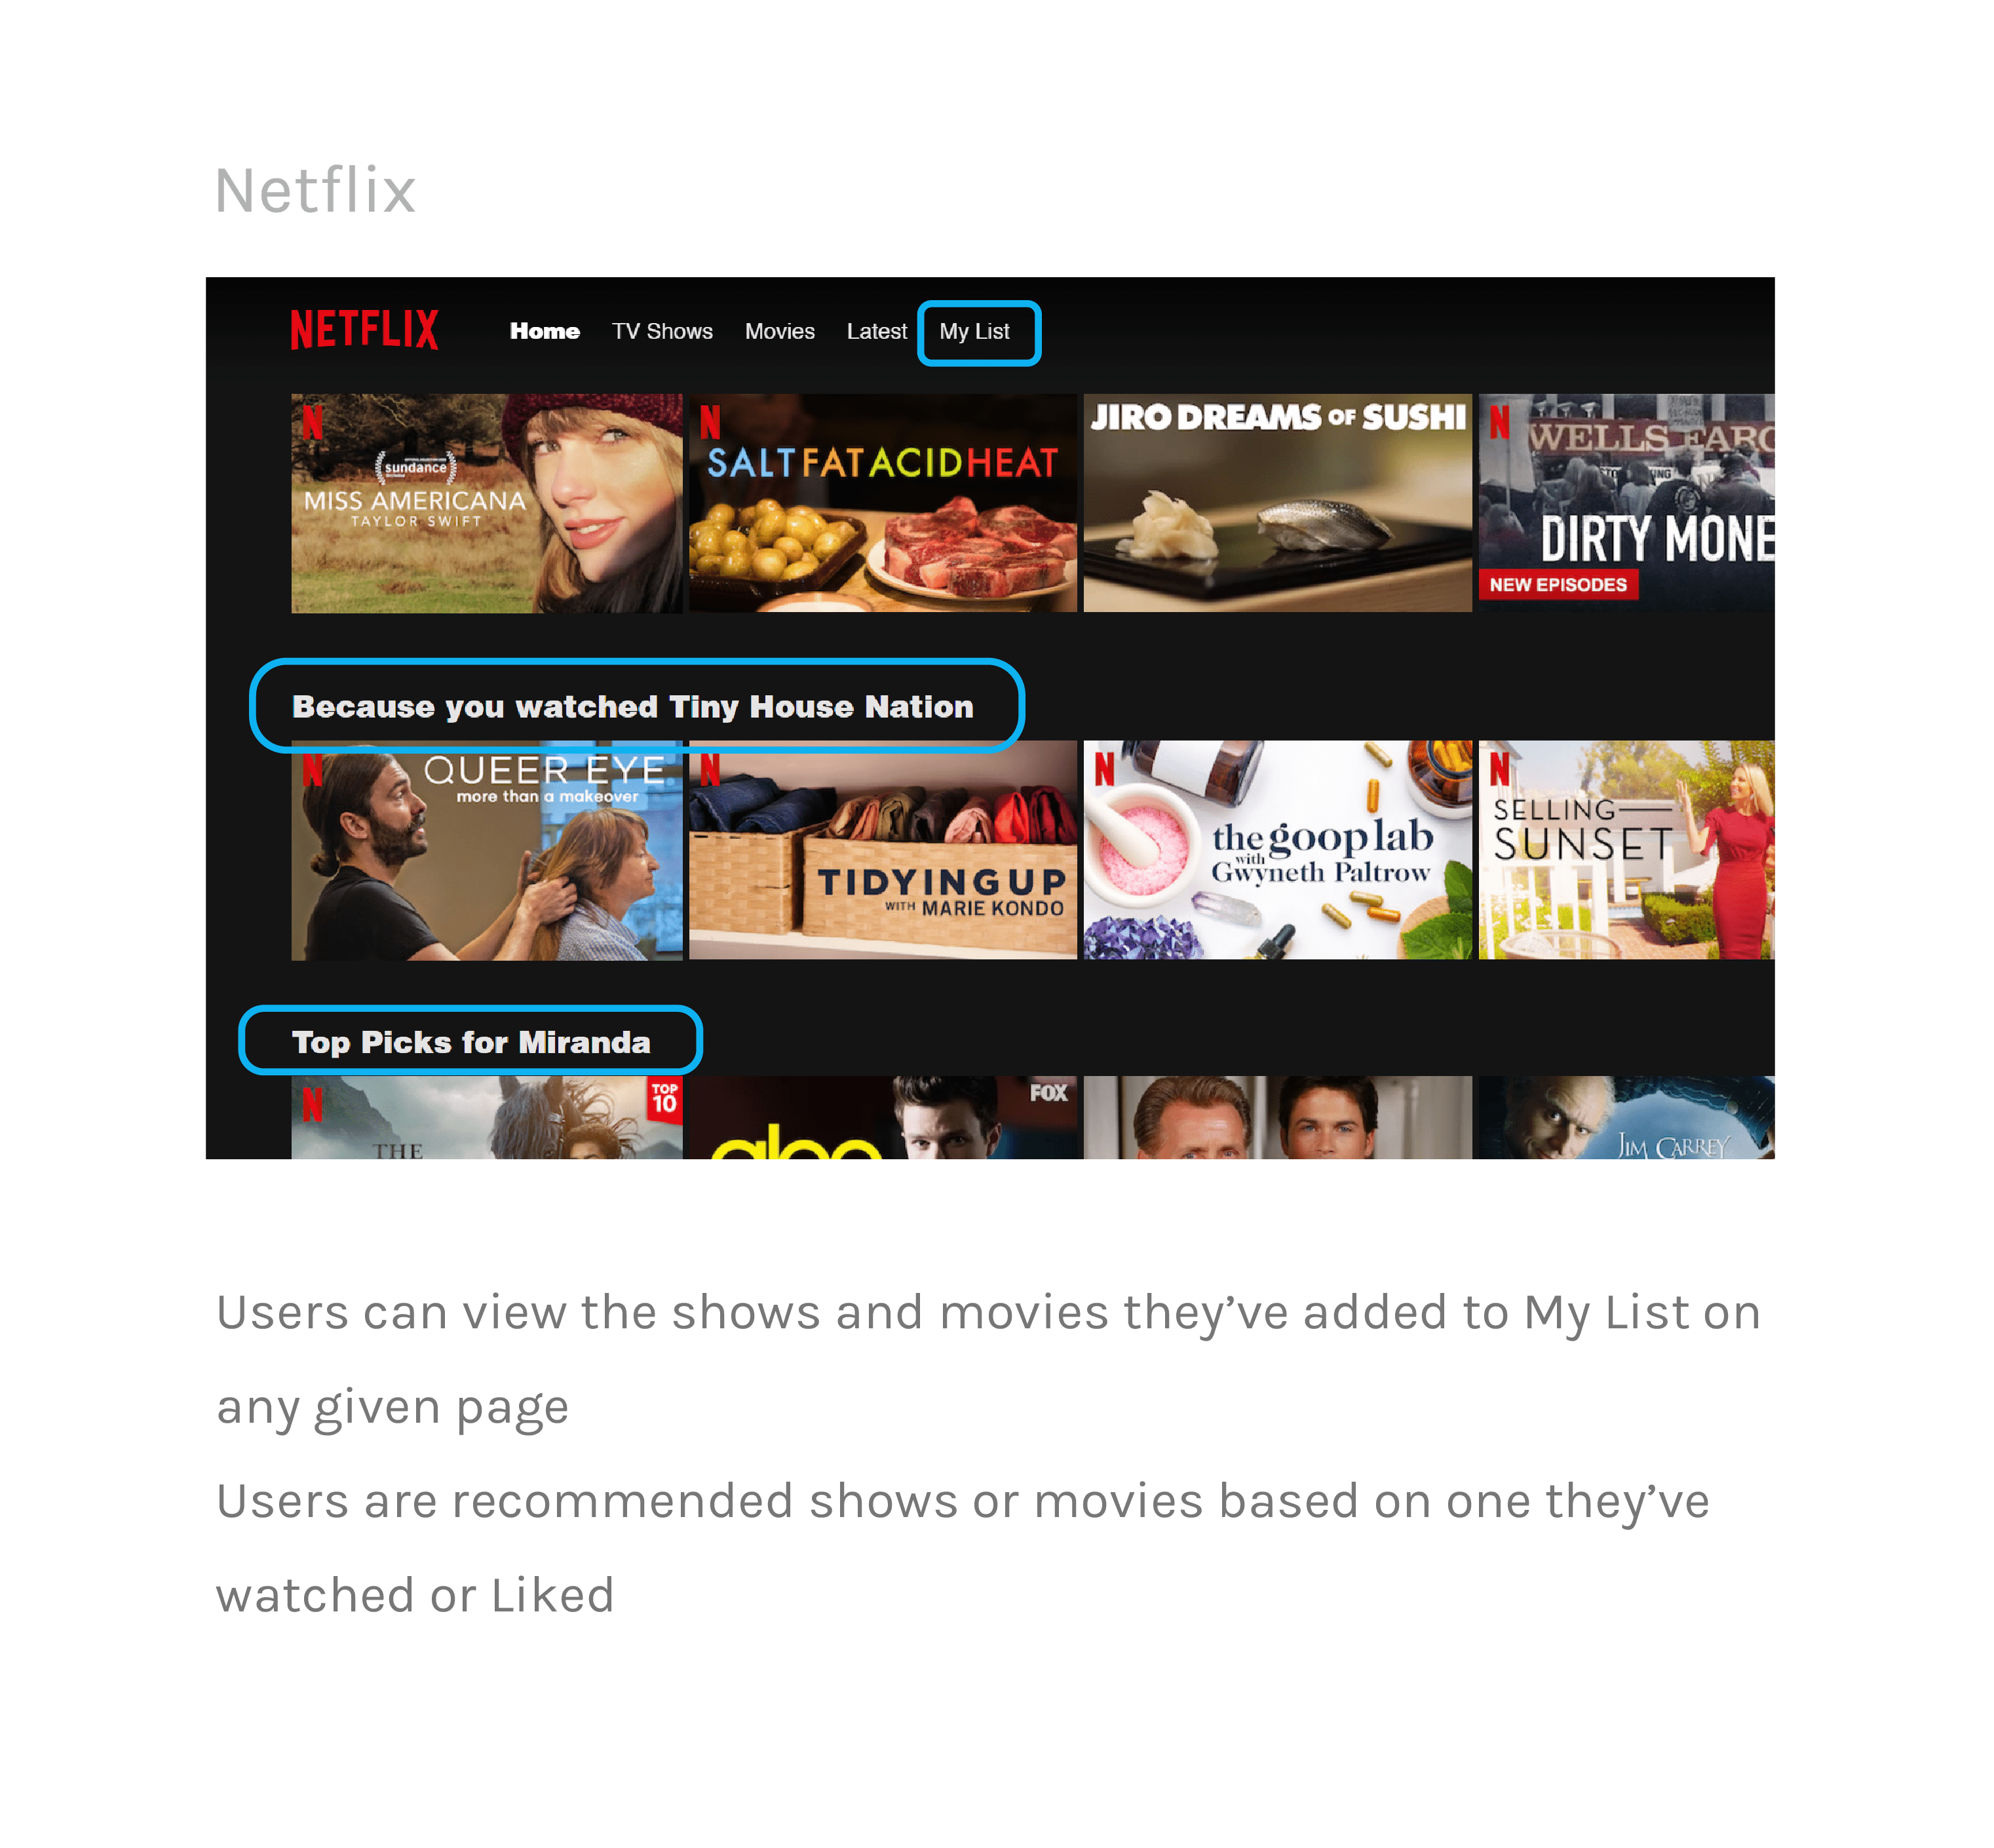 Netflix
NETFLIX
Home TV Shows Movies Latest My List
N
sundance
MISS AMERICANA
TAYLOR SWIFT
N
SALT FAT ACID HEAT
JIRO DREAMS OF SUSHI
N
WELLS FARG
DIRTY MONE
NEW EPISODES
Because you watched Tiny House Nation
N
QUEER EYE
more than a makeover
N
TIDYING UP
WITH MARIE KONDO
N
the goop lab
with
Gwyneth Paltrow
N
SELLING
SUNSET
Top Picks for Miranda
N
TOP
10
THE
FOX
glee
JIM CARREY
Users can view the shows and movies they’ve added to My List on
any given page
Users are recommended shows or movies based on one they’ve
watched or Liked